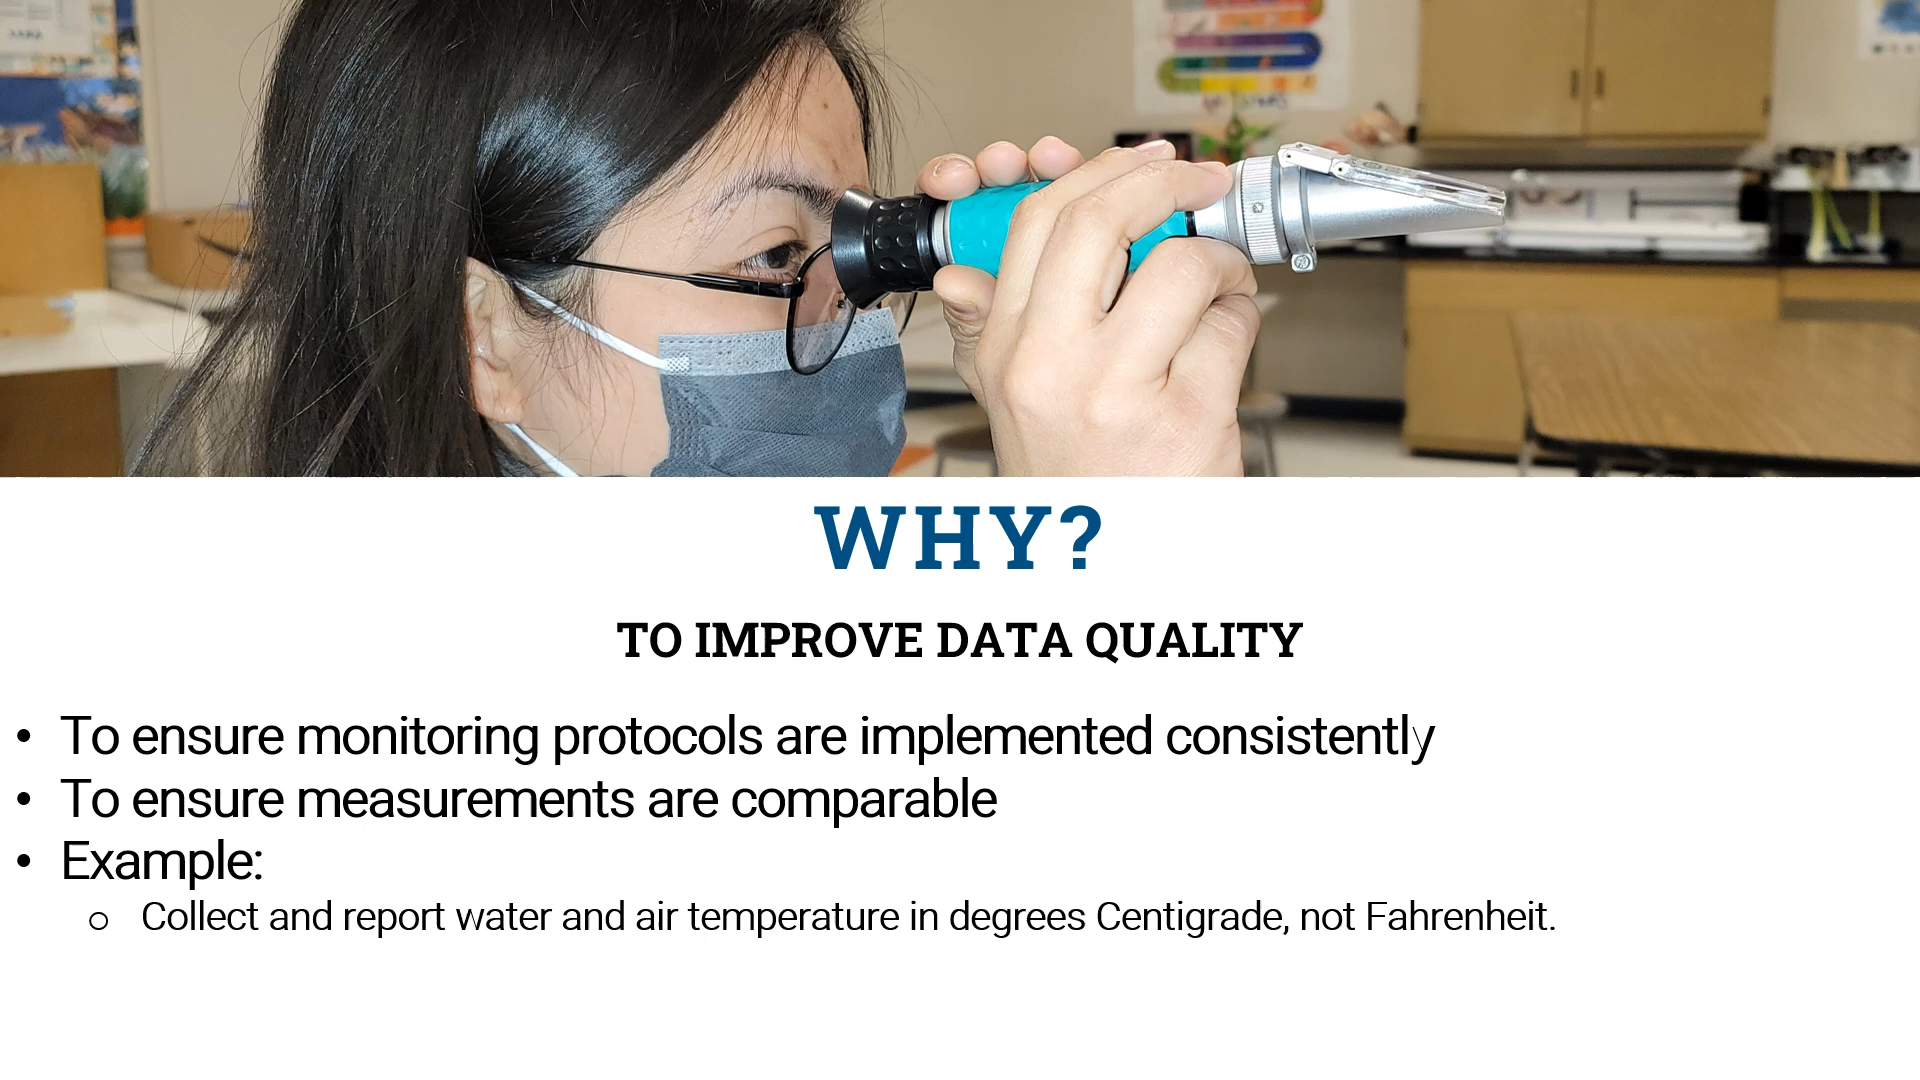 WHY?
TO IMPROVE DATA QUALITY
• To ensure monitoring protocols are implemented consistently
• To ensure measurements are comparable
• Example:
o Collect and report water and air temperature in degrees Centigrade, not Fahrenheit.